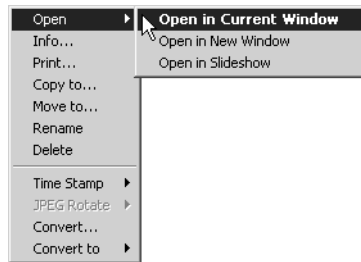 Open
Info...
Print...
Copy to...
Move to...
Rename
Delete
Time Stamp
JPEG Rotate
Convert...
Convert to
Open in Current Window
Open in New Window
Open in Slideshow